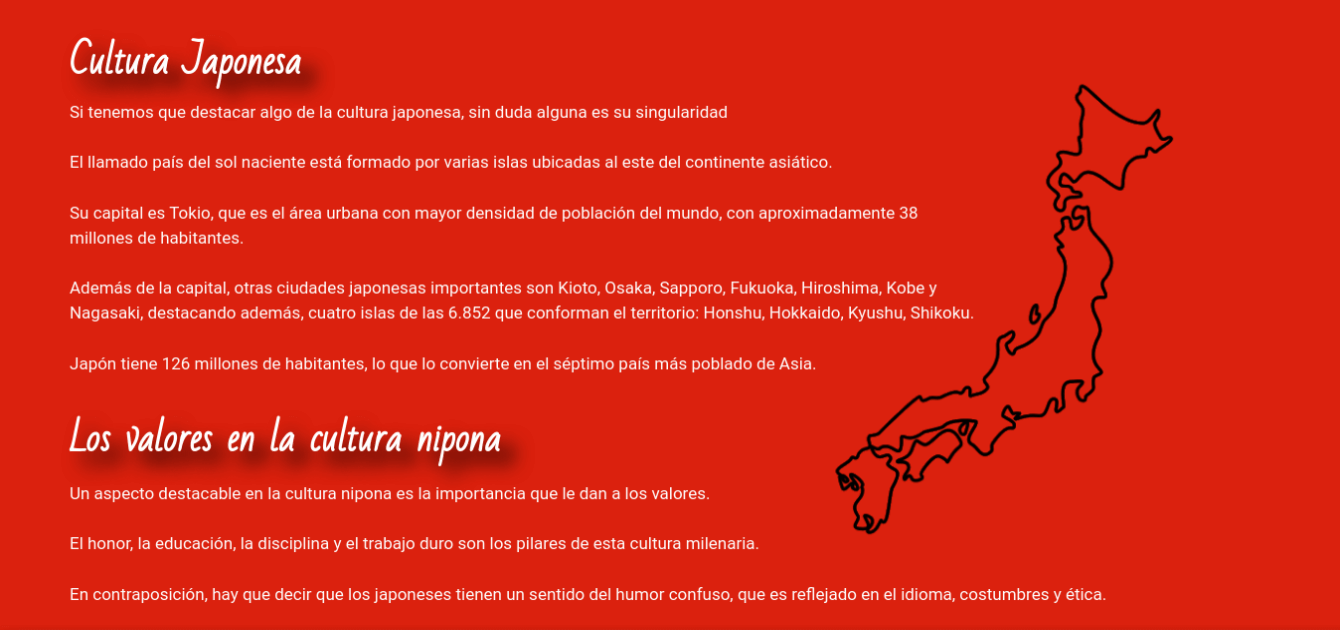 Cultura Japonesa
Si tenemos que destacar algo de la cultura japonesa, sin duda alguna es su singularidad
El llamado país del sol naciente está formado por varias islas ubicadas al este del continente asiático.
Su capital es Tokio, que es el área urbana con mayor densidad de población del mundo, con aproximadamente 38
millones de habitantes.
Además de la capital, otras ciudades japonesas importantes son Kioto, Osaka, Sapporo, Fukuoka, Hiroshima, Kobe y
Nagasaki, destacando además, cuatro islas de las 6.852 que conforman el territorio: Honshu, Hokkaido, Kyushu, Shikoku.
Japón tiene 126 millones de habitantes, lo que lo convierte en el séptimo país más poblado de Asia.
Los valores en la cultura nipona
Un aspecto destacable en la cultura nipona es la importancia que le dan a los valores.
El honor, la educación, la disciplina y el trabajo duro son los pilares de esta cultura milenaria.
En contraposición, hay que decir que los japoneses tienen un sentido del humor confuso, que es reflejado en el idioma, costumbres y ética.